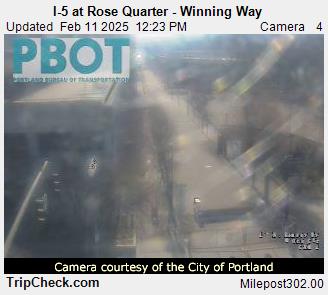 I-5 at Rose Quarter - Winning Way
Updated Feb 11 2025 12:23 PM Camera 4
PBOT
PORTLAND BUREAU OF TRANSPORTATION
Camera courtesy of the City of Portland
TripCheck.com Milepost302.00